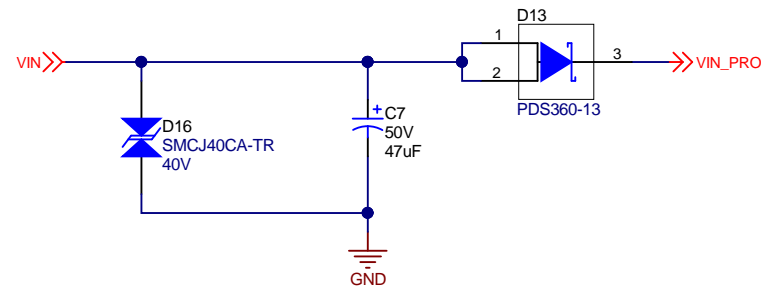 D13
1
VIN
3
VIN_PRO
2
PDS360-13
+
C7
D16
50V
SMCJ40CA-TR
47uF
40V
GND